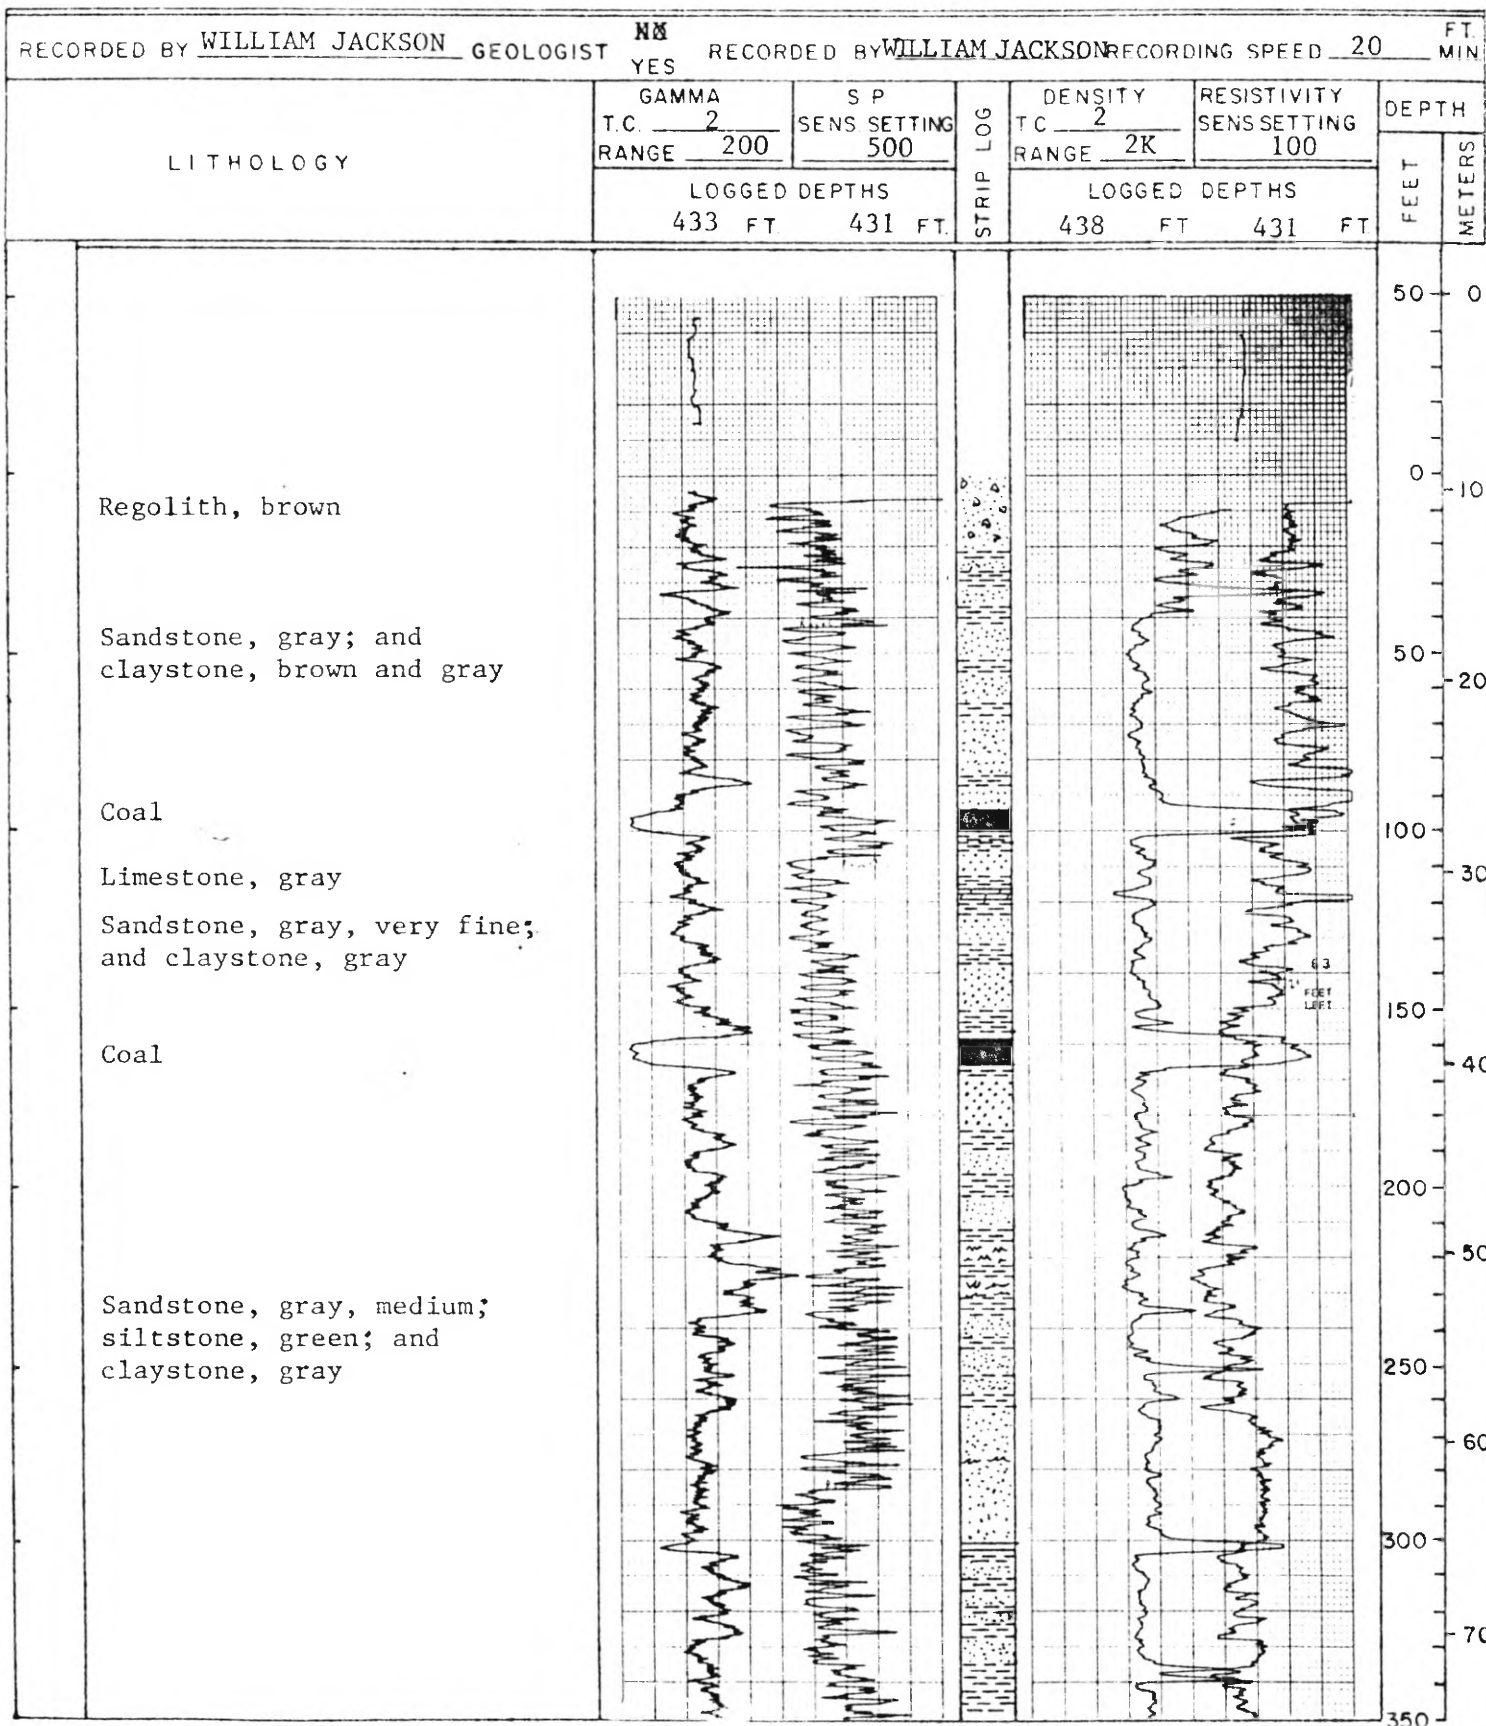 RECORDED BY WILLIAM JACKSON GEOLOGIST NO YES RECORDED BY WILLIAM JACKSON RECORDING SPEED 20 FT. MIN
LITHOLOGY
GAMMA
T.C. 2
RANGE 200
S P
SENS. SETTING
500
LOGGED DEPTHS
433 FT. 431 FT.
STRIP LOG
DENSITY
T C 2
RANGE 2K
RESISTIVITY
SENS SETTING
100
LOGGED DEPTHS
438 FT 431 FT.
DEPTH
FEET
METERS
50 0
0
10
Regolith, brown
Sandstone, gray; and
claystone, brown and gray
50
20
Coal
100
30
Limestone, gray
Sandstone, gray, very fine;
and claystone, gray
63
FEET
LEFT
150
Coal
40
200
50
Sandstone, gray, medium;
siltstone, green; and
claystone, gray
250
60
300
70
350